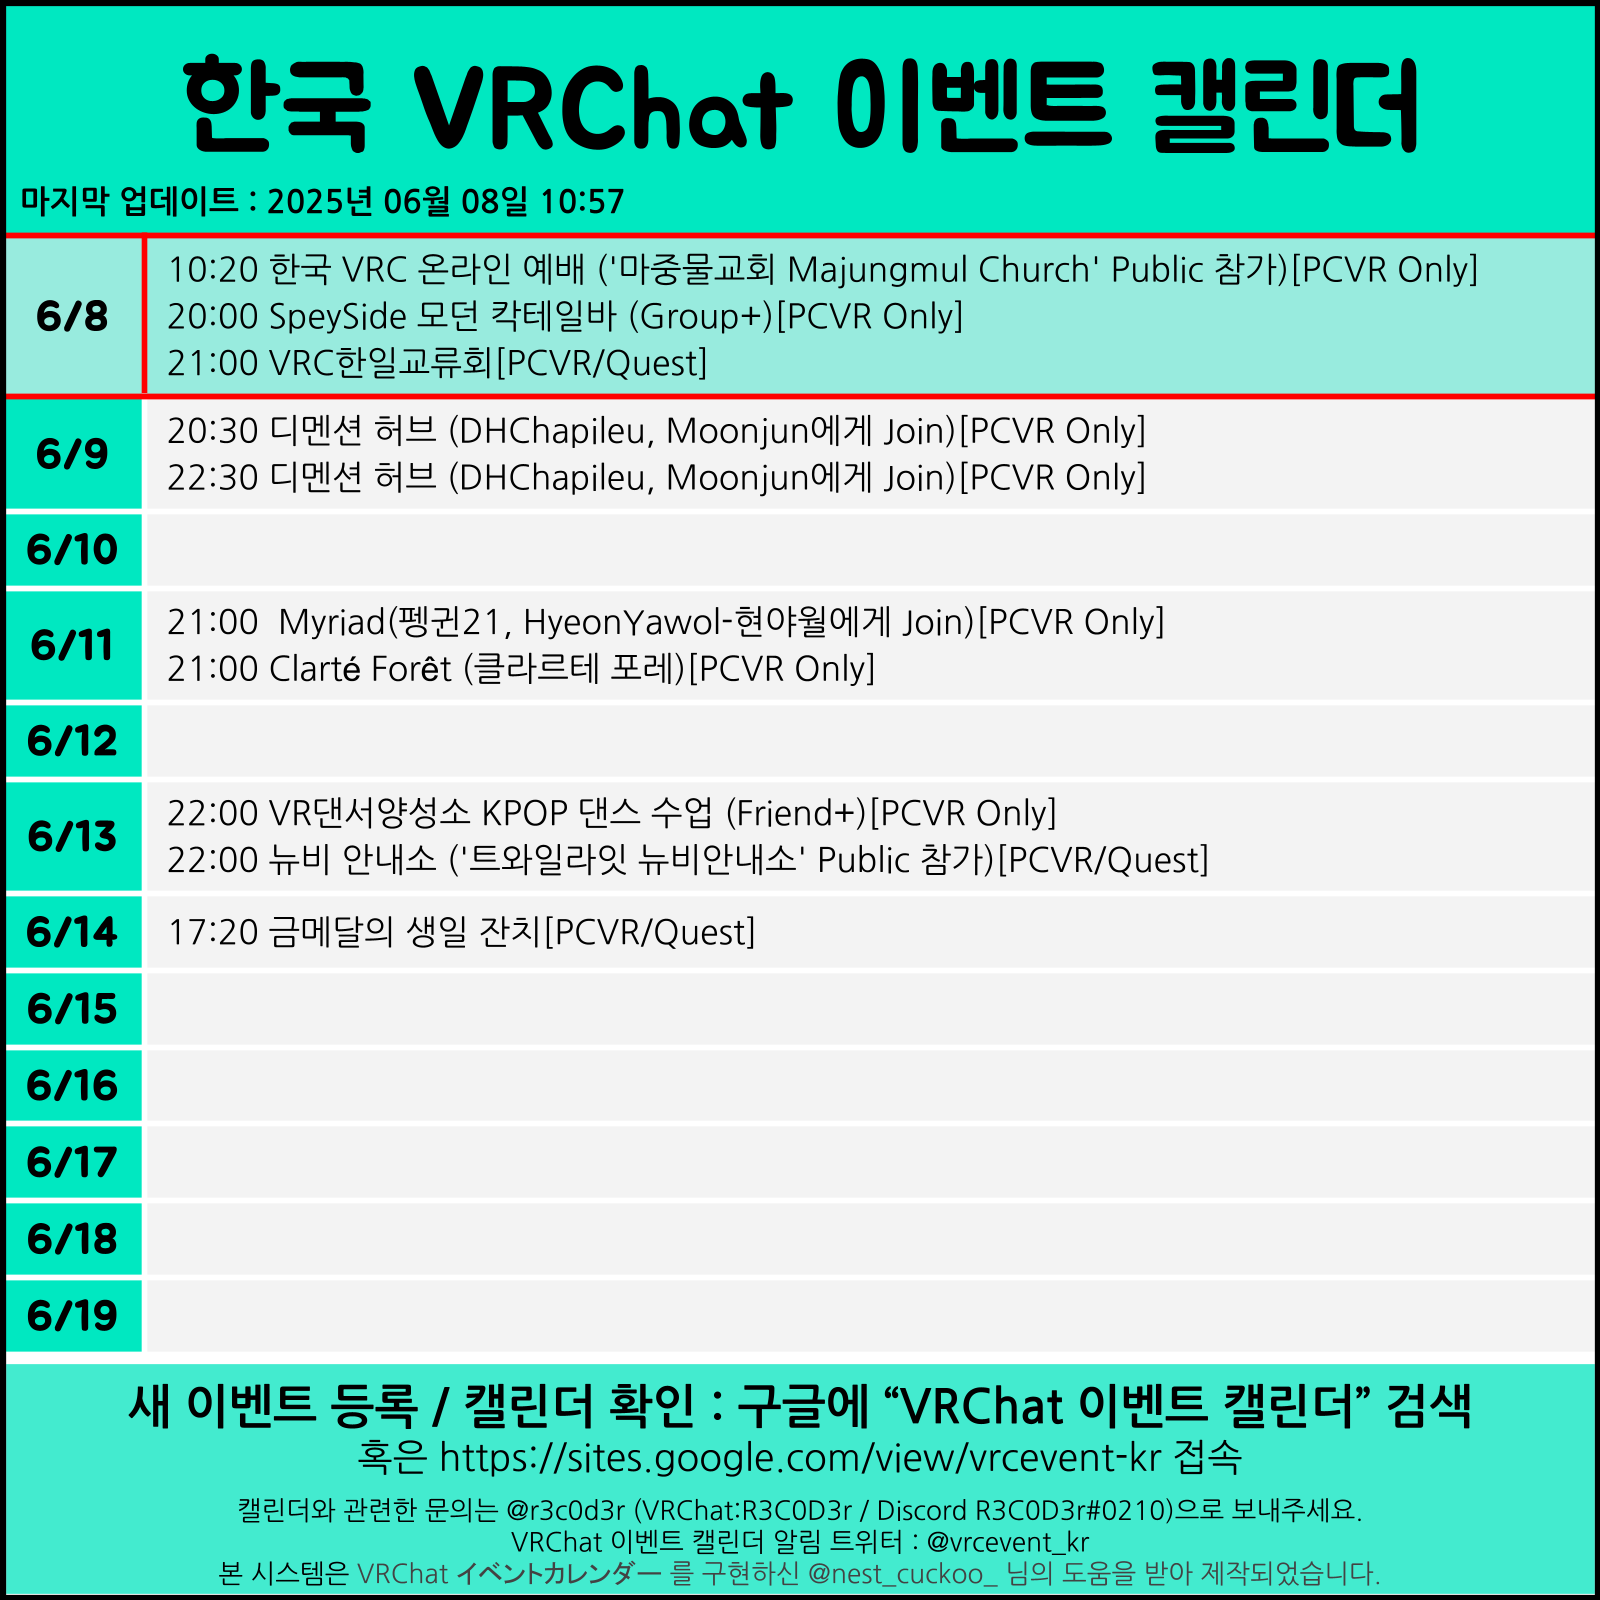 한국 VRChat 이벤트 캘린더
마지막 업데이트 : 2025년 06월 08일 10:57
6/8
10:20 한국 VRC 온라인 예배 ('마중물교회 Majungmul Church' Public 참가)[PCVR Only]
20:00 SpeySide 모던 칵테일바 (Group+)[PCVR Only]
21:00 VRC한일교류회[PCVR/Quest]
6/9
20:30 디멘션 허브 (DHChapileu, Moonjun에게 Join)[PCVR Only]
22:30 디멘션 허브 (DHChapileu, Moonjun에게 Join)[PCVR Only]
6/10
6/11
21:00  Myriad(펭귄21, HyeonYawol-현야월에게 Join)[PCVR Only]
21:00 Clarté Forêt (클라르테 포레)[PCVR Only]
6/12
6/13
22:00 VR댄서양성소 KPOP 댄스 수업 (Friend+)[PCVR Only]
22:00 뉴비 안내소 ('트와일라잇 뉴비안내소' Public 참가)[PCVR/Quest]
6/14
17:20 금메달의 생일 잔치[PCVR/Quest]
6/15
6/16
6/17
6/18
6/19
새 이벤트 등록 / 캘린더 확인 : 구글에 “VRChat 이벤트 캘린더” 검색
혹은 https://sites.google.com/view/vrcevent-kr 접속
캘린더와 관련한 문의는 @r3c0d3r (VRChat:R3C0D3r / Discord R3C0D3r#0210)으로 보내주세요.
VRChat 이벤트 캘린더 알림 트위터 : @vrcevent_kr
본 시스템은 VRChat イベントカレンダー 를 구현하신 @nest_cuckoo_ 님의 도움을 받아 제작되었습니다.